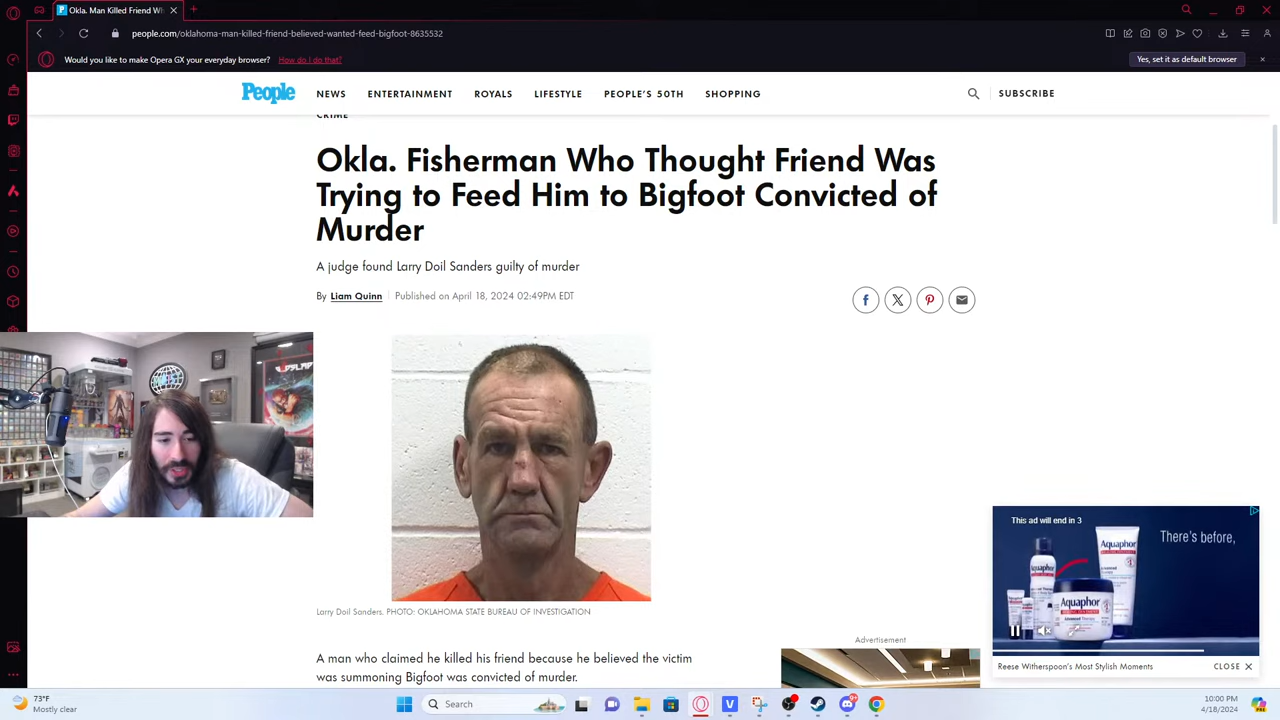 Okla. Man Killed Friend Wh
people.com/oklahoma-man-killed-friend-believed-wanted-feed-bigfoot-8635532
Would you like to make Opera GX your everyday browser? How do I do that?
Yes, set it as default browser
People
NEWS
ENTERTAINMENT
ROYALS
LIFESTYLE
PEOPLE'S 50TH
SHOPPING
SUBSCRIBE
CRIME
Okla. Fisherman Who Thought Friend Was
Trying to Feed Him to Bigfoot Convicted of
Murder
A judge found Larry Doil Sanders guilty of murder
By Liam Quinn | Published on April 18, 2024 02:49PM EDT
Larry Doil Sanders. PHOTO: OKLAHOMA STATE BUREAU OF INVESTIGATION
This ad will end in 3
There's before,
Aquaphor
Aquaphor
Aquaphor
Reese Witherspoon's Most Stylish Moments
CLOSE
Advertisement
A man who claimed he killed his friend because he believed the victim
was summoning Bigfoot was convicted of murder.
73°F
Mostly clear
Search
10:00 PM
4/18/2024